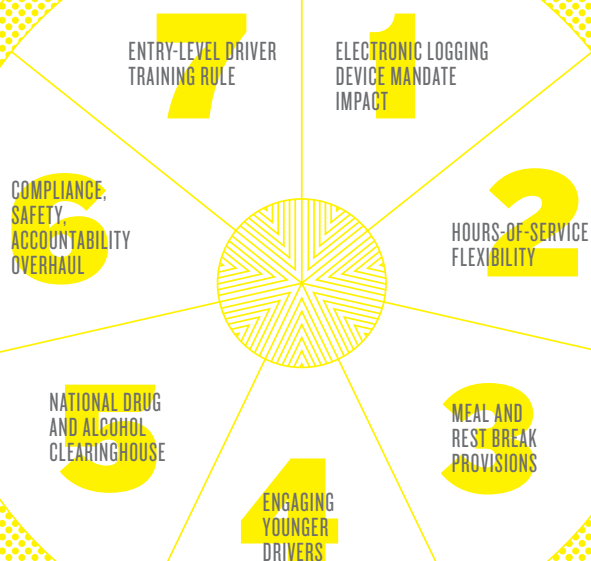 1
ELECTRONIC LOGGING
DEVICE MANDATE
IMPACT
2
HOURS-OF-SERVICE
FLEXIBILITY
3
MEAL AND
REST BREAK
PROVISIONS
4
ENGAGING
YOUNGER
DRIVERS
5
NATIONAL DRUG
AND ALCOHOL
CLEARINGHOUSE
6
COMPLIANCE,
SAFETY,
ACCOUNTABILITY
OVERHAUL
7
ENTRY-LEVEL DRIVER
TRAINING RULE